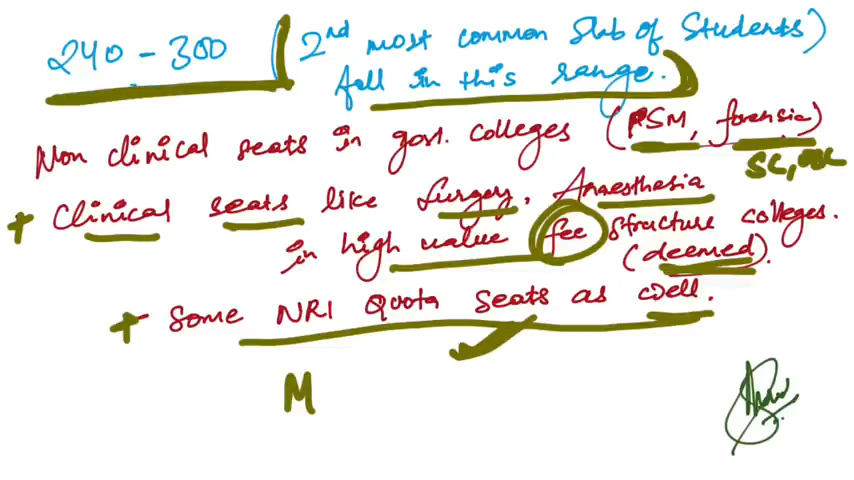 240 - 300 (2nd most common slab of students)
fall in this range.
Non clinical seats in govt. colleges (PSM, forensic)
SC,
+ Clinical seats like Surgery, Anaesthesia
in high value fee structure colleges.
(deemed).
+ Some NRI Quota seats as well.
M